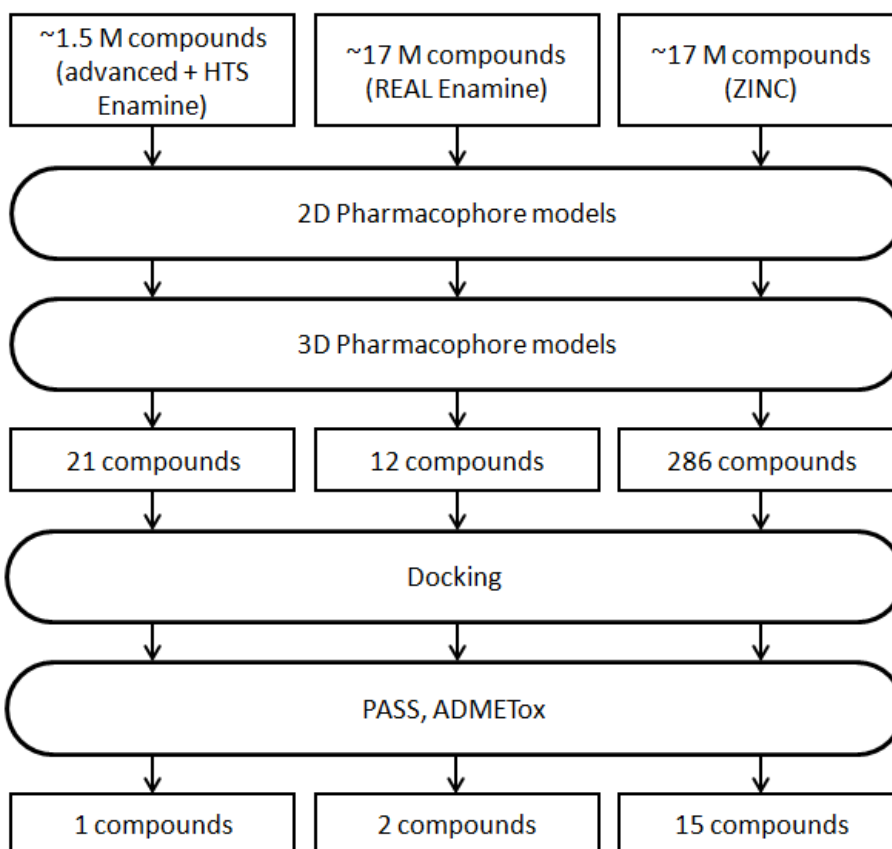 ~1.5 M compounds
(advanced + HTS
Enamine)
~17 M compounds
(REAL Enamine)
~17 M compounds
(ZINC)
2D Pharmacophore models
3D Pharmacophore models
21 compounds
12 compounds
286 compounds
Docking
PASS, ADMETox
1 compounds
2 compounds
15 compounds